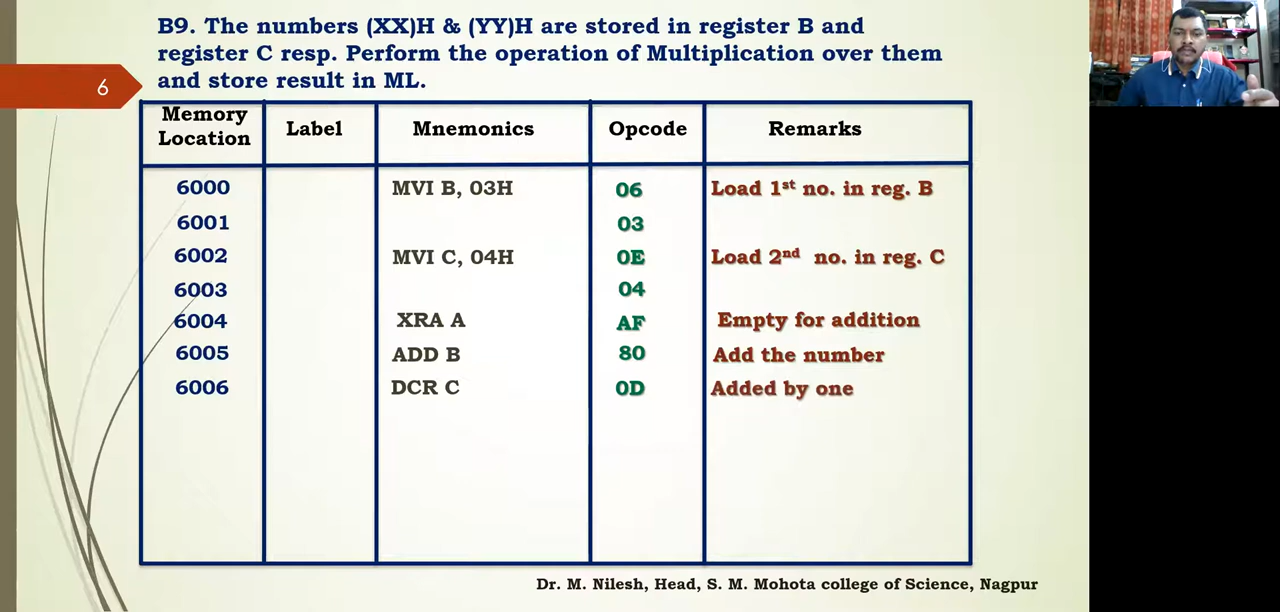 B9. The numbers (XX)H & (YY)H are stored in register B and
register C resp. Perform the operation of Multiplication over them
and store result in ML.
6
Memory Location Label Mnemonics Opcode Remarks
6000 MVI B, 03H 06 Load 1st no. in reg. B
6001 03
6002 MVI C, 04H 0E Load 2nd no. in reg. C
6003 04
6004 XRA A AF Empty for addition
6005 ADD B 80 Add the number
6006 DCR C 0D Added by one
Dr. M. Nilesh, Head, S. M. Mohota college of Science, Nagpur